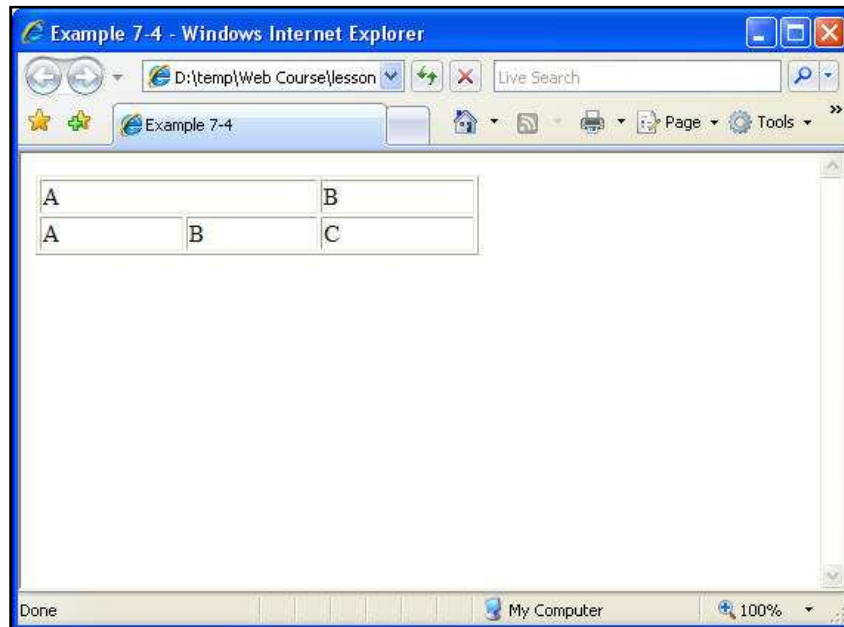 Example 7-4 - Windows Internet Explorer
D:\temp\Web Course\lesson
Live Search
Example 7-4
Page
Tools
»
A B
A B C
Done
My Computer
100%